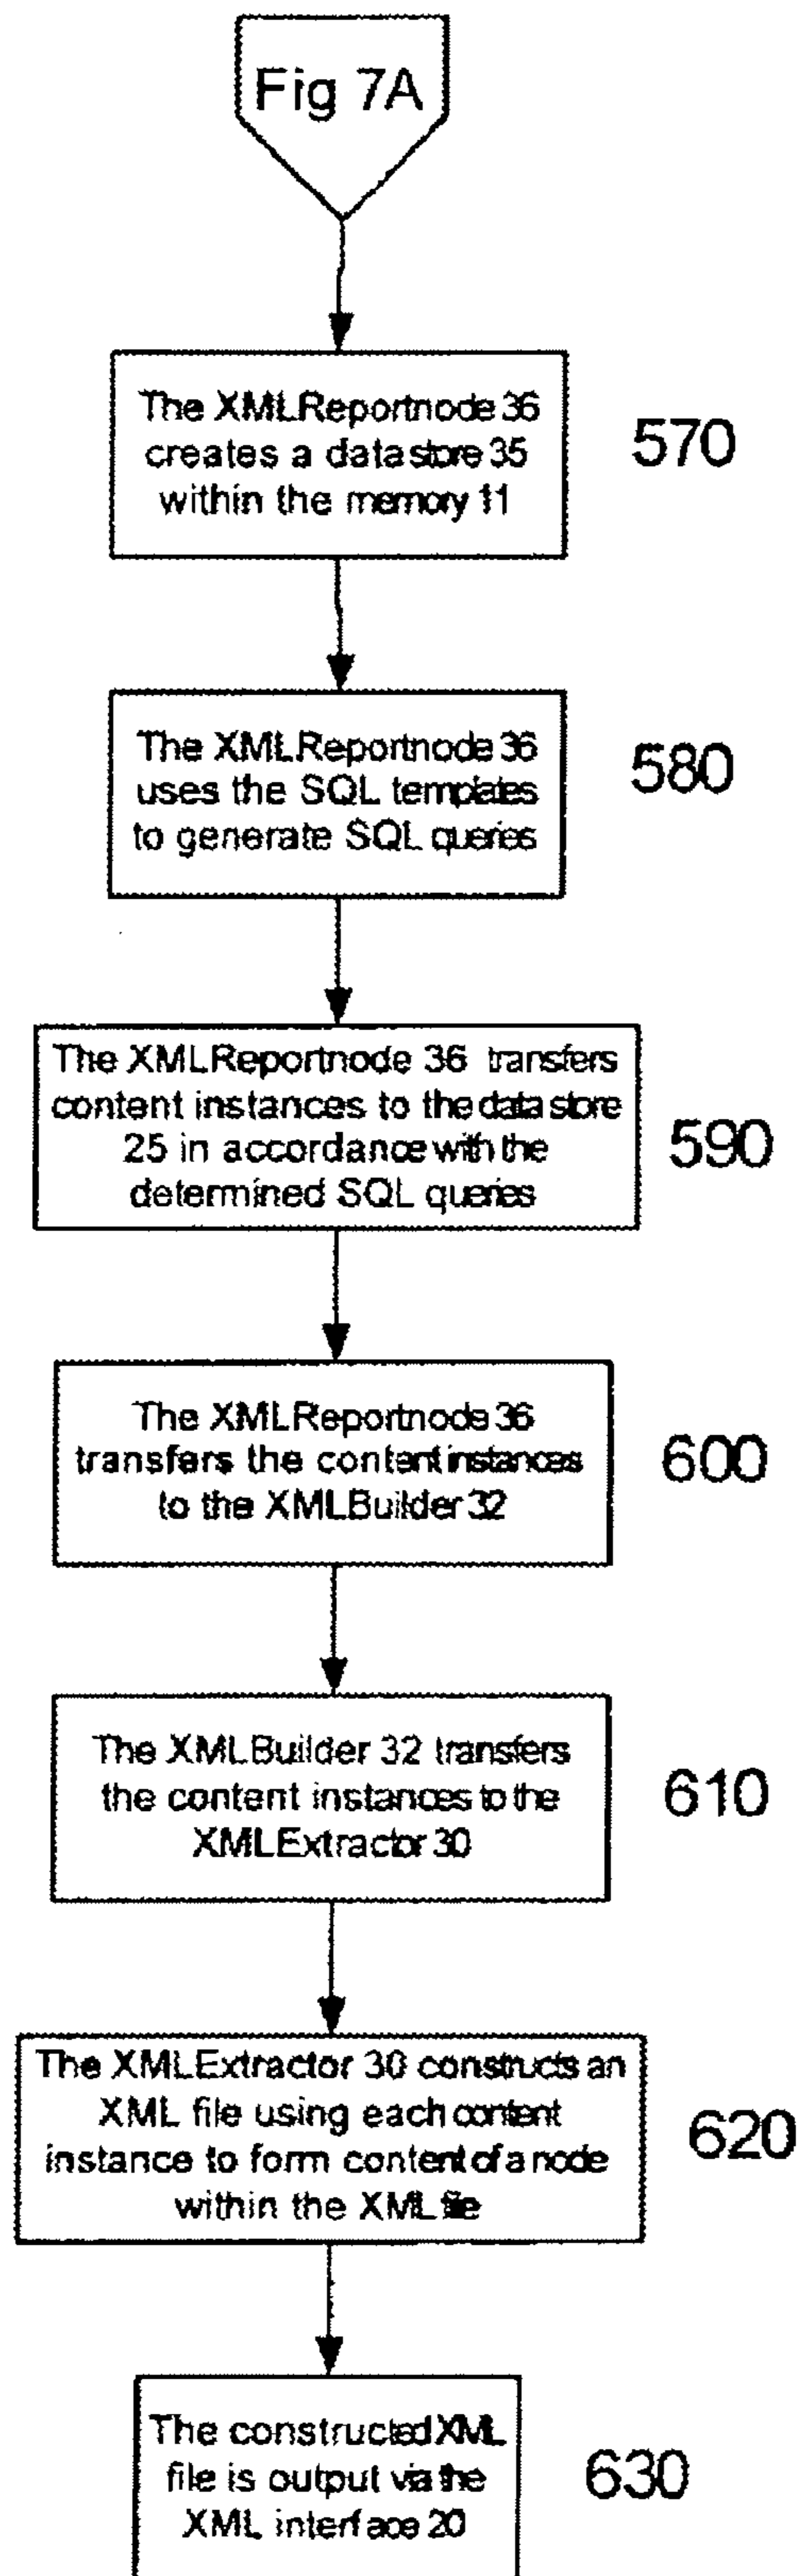 Fig 7A
The XMLReportnode 36
creates a data store 35
within the memory 11
570
The XMLReportnode 36
uses the SQL templates
to generate SQL queries
580
The XMLReportnode 36 transfers
content instances to the data store
25 in accordance with the
determined SQL queries
590
The XMLReportnode 36
transfers the content instances
to the XMLBuilder 32
600
The XMLBuilder 32 transfers
the content instances to the
XMLExtractor 30
610
The XMLExtractor 30 constructs an
XML file using each content
instance to form content of a node
within the XML file
620
The constructed XML
file is output via the
XML interface 20
630